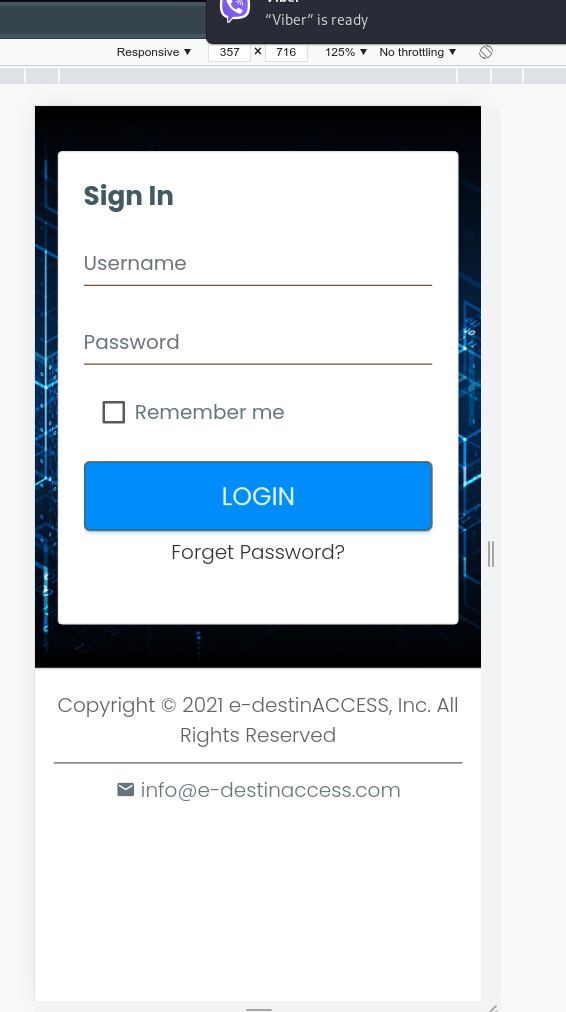 Viber
“Viber” is ready
Responsive ▼ 357 × 716 125% ▼ No throttling ▼
Sign In
Username
Password
Remember me
LOGIN
Forget Password?
Copyright © 2021 e-destinACCESS, Inc. All
Rights Reserved
info@e-destinaccess.com